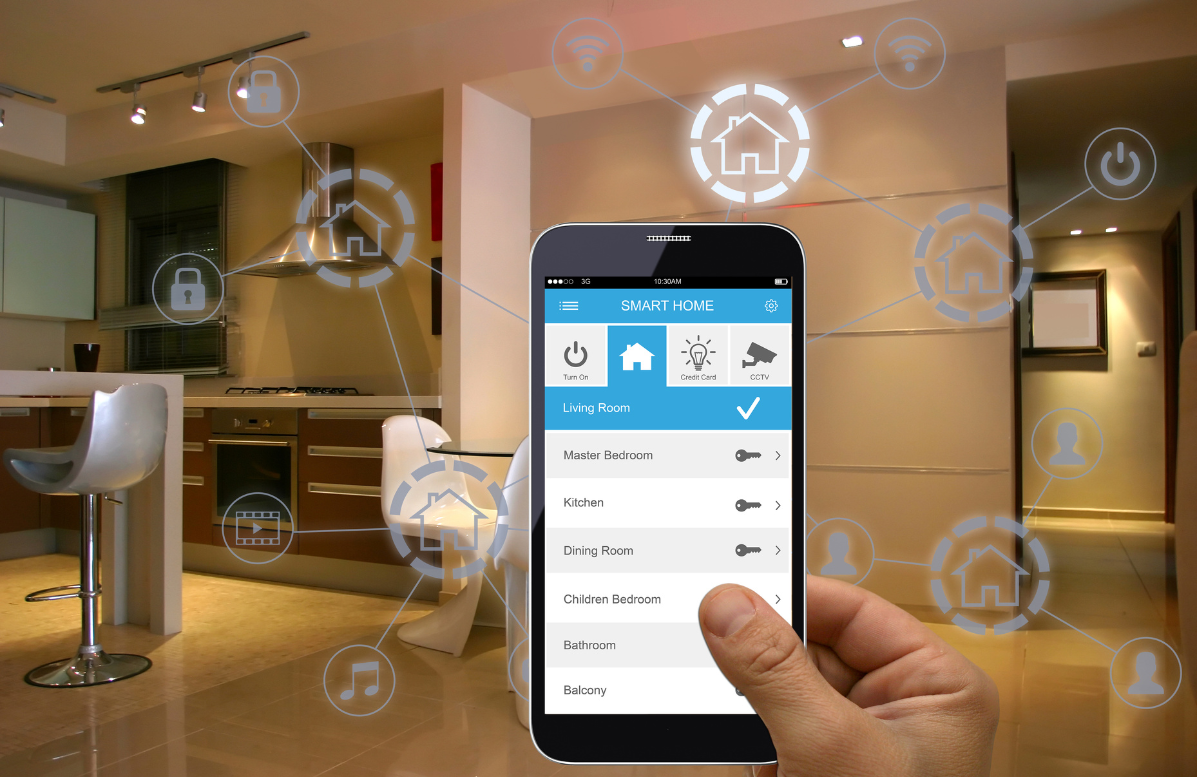 3G 10:30AM
SMART HOME
Turn On Credit Card CCTV
Living Room
Master Bedroom
Kitchen
Dining Room
Children Bedroom
Bathroom
Balcony